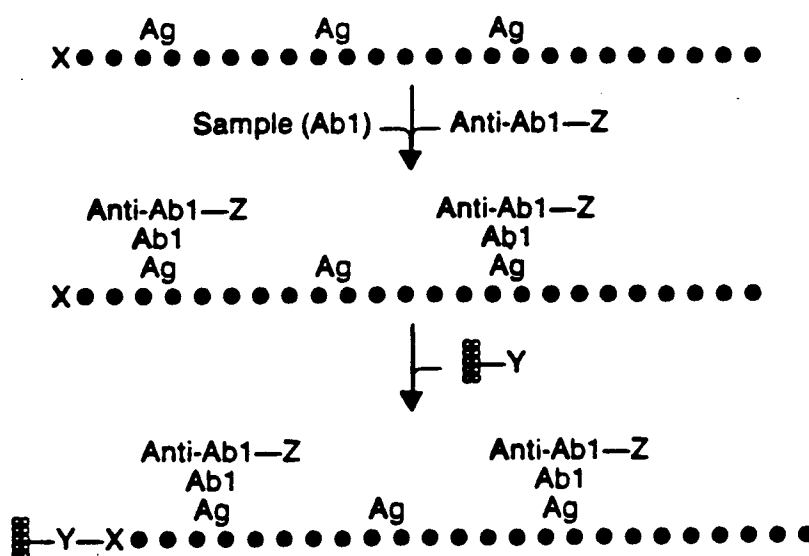 Ag Ag Ag
X
Sample (Ab1) Anti-Ab1—Z
Anti-Ab1—Z Anti-Ab1—Z
Ab1 Ab1
Ag Ag Ag
X
Y
Anti-Ab1—Z Anti-Ab1—Z
Ab1 Ab1
Ag Ag Ag
Y—X